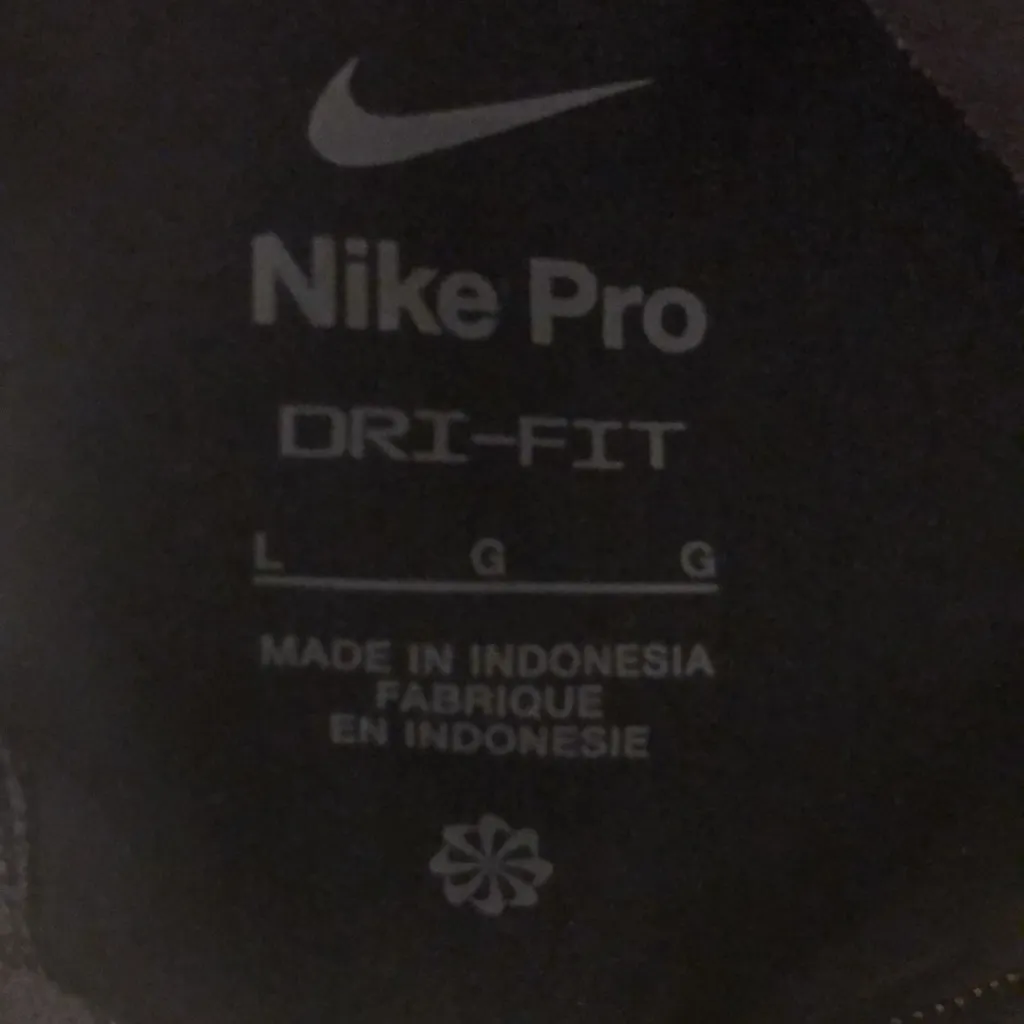 Nike Pro
DRI-FIT
L G G
MADE IN INDONESIA
FABRIQUE
EN INDONESIE